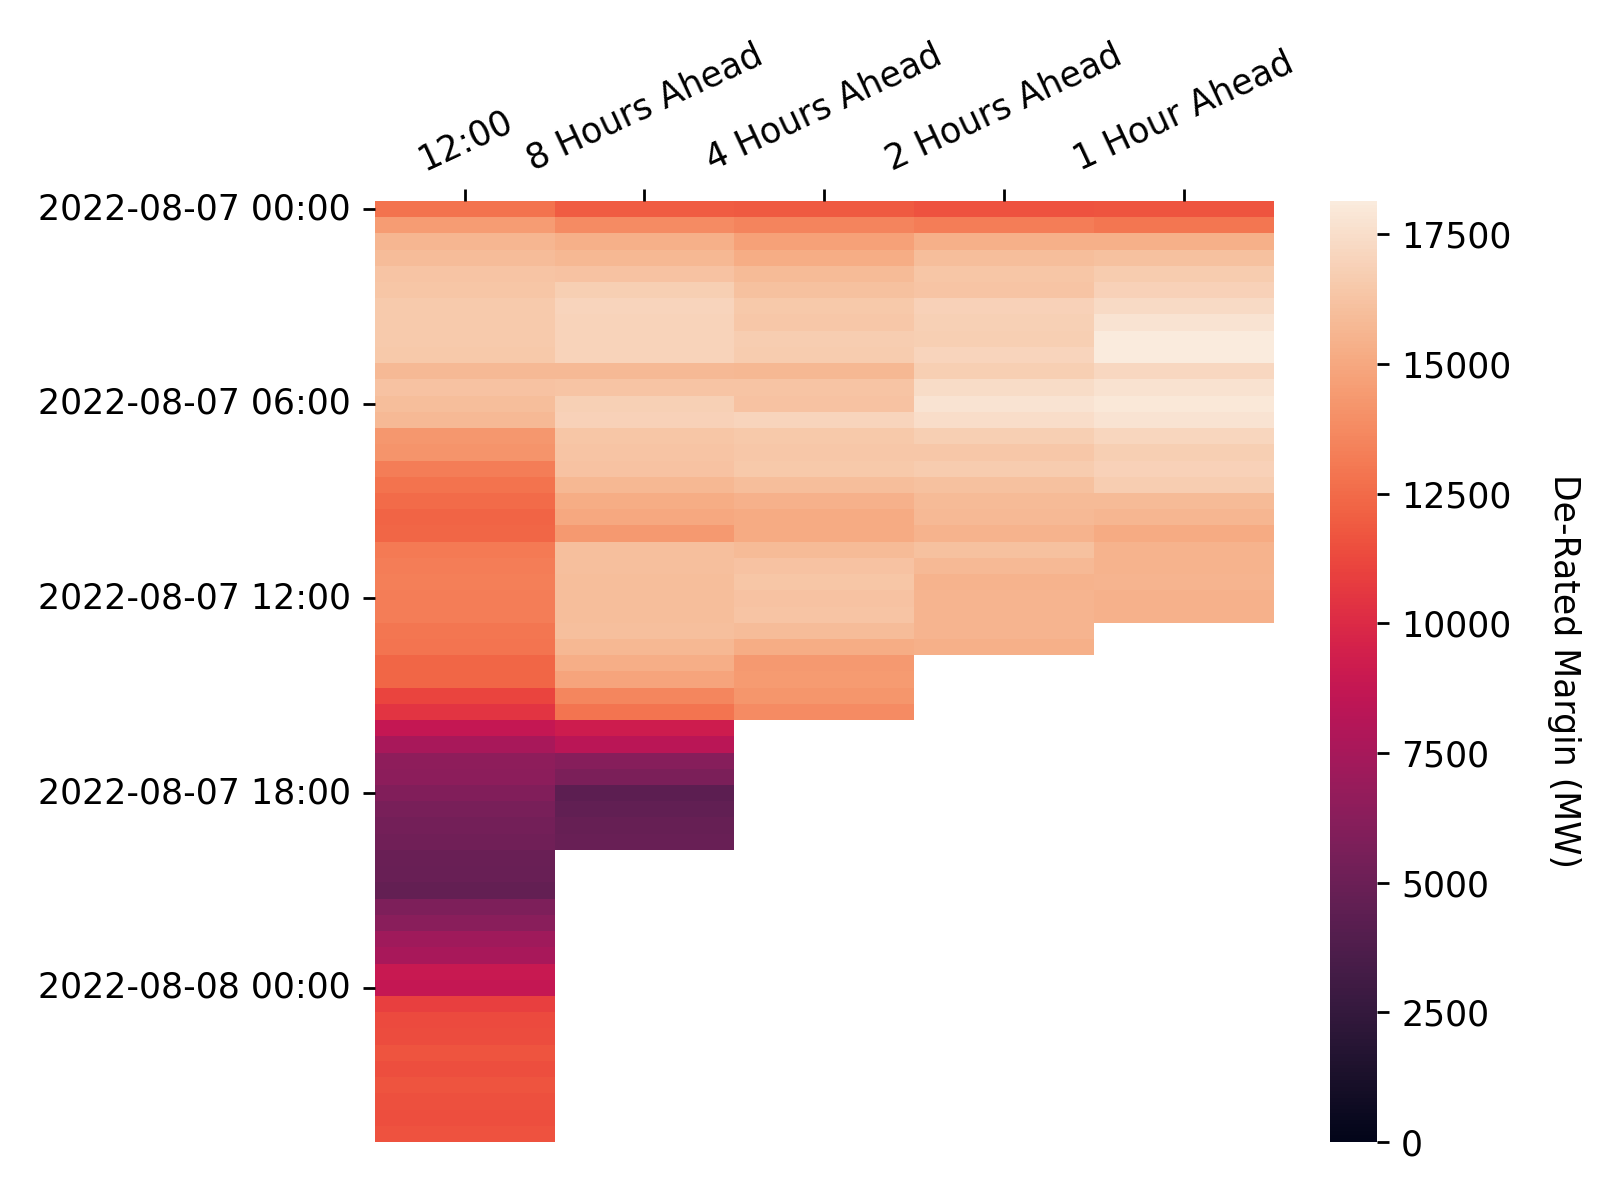 12:00
8 Hours Ahead
4 Hours Ahead
2 Hours Ahead
1 Hour Ahead
2022-08-07 00:00
2022-08-07 06:00
2022-08-07 12:00
2022-08-07 18:00
2022-08-08 00:00
17500
15000
12500
10000
7500
5000
2500
0
De-Rated Margin (MW)